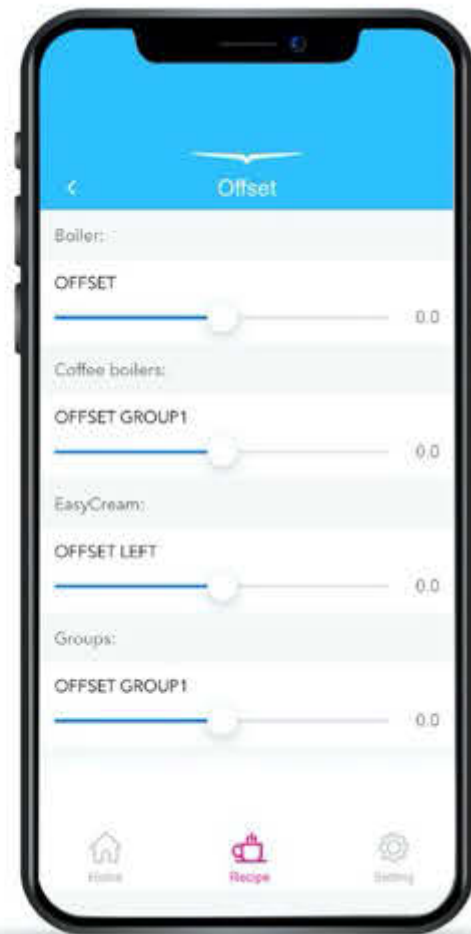 Offset
Boiler:
OFFSET
0.0
Coffee boilers:
OFFSET GROUP1
0.0
EasyCream:
OFFSET LEFT
0.0
Groups:
OFFSET GROUP1
0.0
Home Recipe Setting